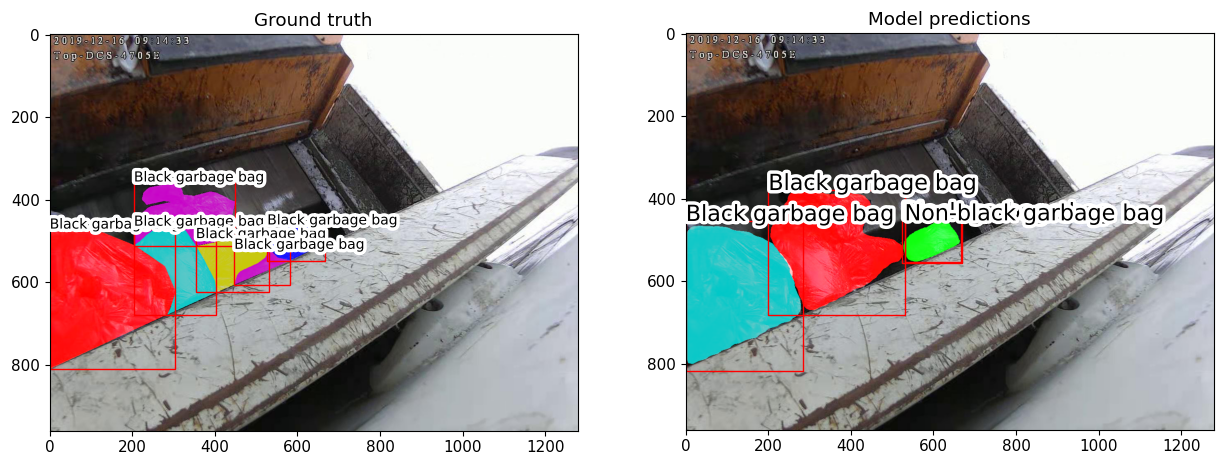 Ground truth
Model predictions
2019-12-16 09:14:33
Top-DCS-4705E
2019-12-16 09:14:33
Top-DCS-4705E
0
200
400
600
800
0
200
400
600
800
1000
1200
0
200
400
600
800
0
200
400
600
800
1000
1200
Black garbage bag
Black garba
Black garbage bag
Black garbage bag
Black garbage bag
Black garbage bag
Black garbage bag
Black garbage bag
Non-black garbage bag